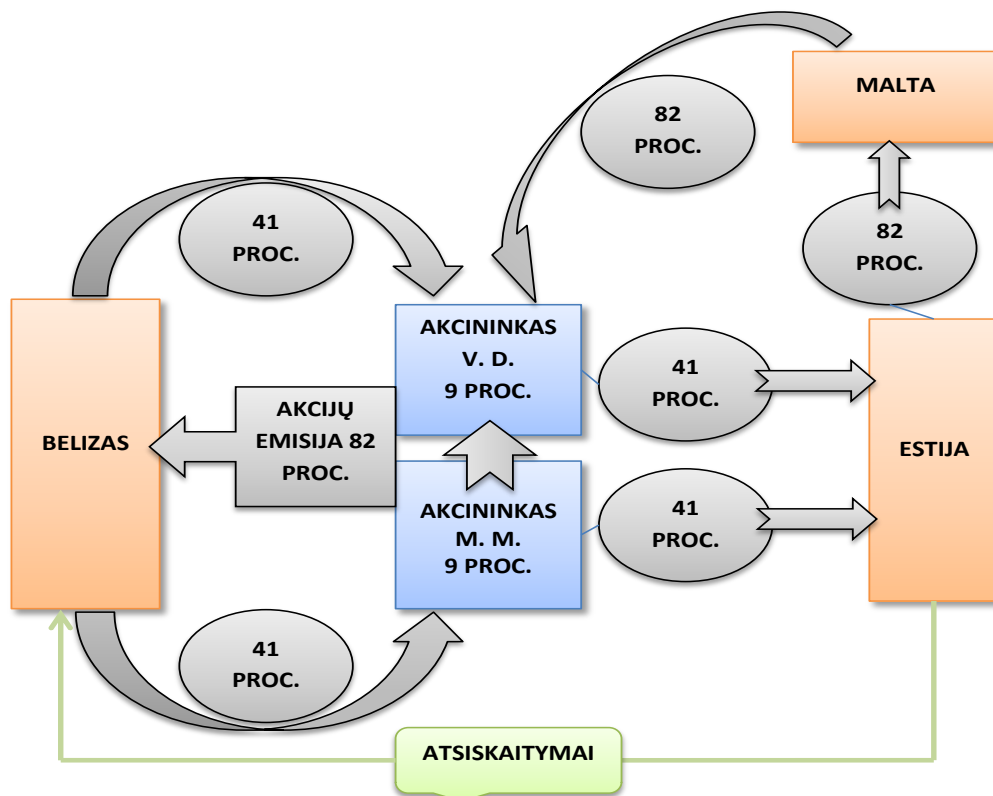 MALTA
82
PROC.
41
PROC.
82
PROC.
AKCININKAS
V. D.
9 PROC.
41
PROC.
BELIZAS
AKCIJŲ
EMISIJA 82
PROC.
ESTIJA
AKCININKAS
M. M.
9 PROC.
41
PROC.
41
PROC.
ATSISKAITYMAI